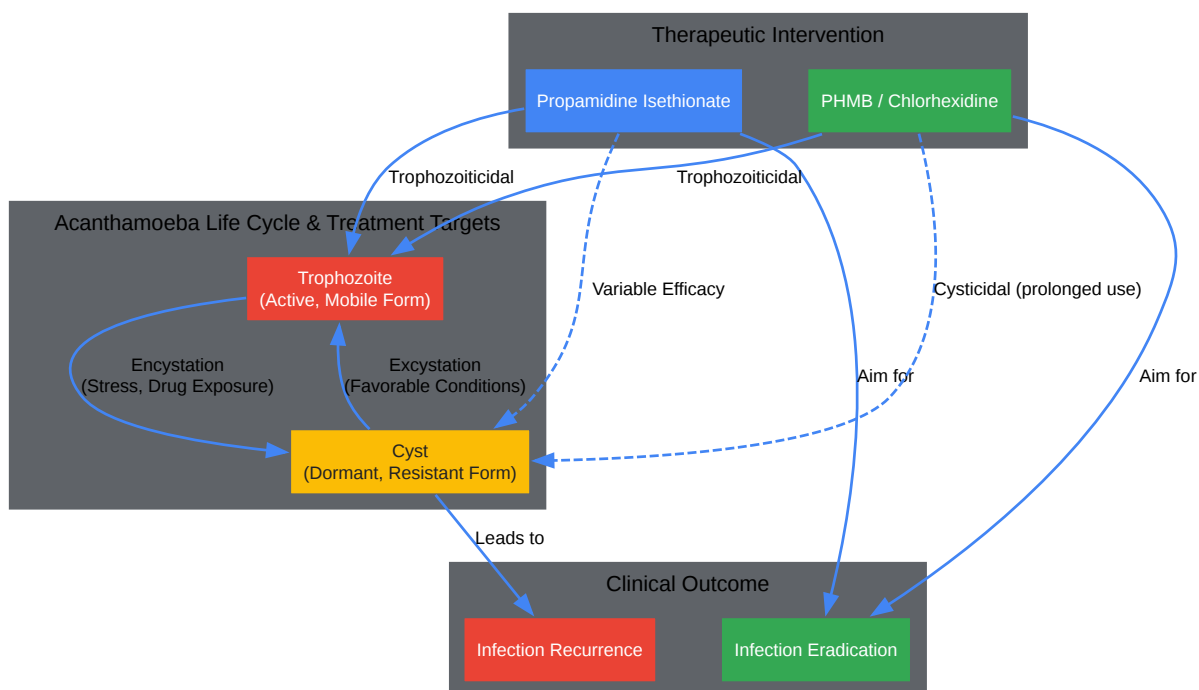 Therapeutic Intervention
Propamidine Isethionate
PHMB / Chlorhexidine
Trophozoiticidal
Trophozoiticidal
Acanthamoeba Life Cycle & Treatment Targets
Trophozoite
(Active, Mobile Form)
Variable Efficacy
Cysticidal (prolonged use)
Encystation
(Stress, Drug Exposure)
Excystation
(Favorable Conditions)
Aim for
Aim for
Cyst
(Dormant, Resistant Form)
Leads to
Clinical Outcome
Infection Recurrence
Infection Eradication